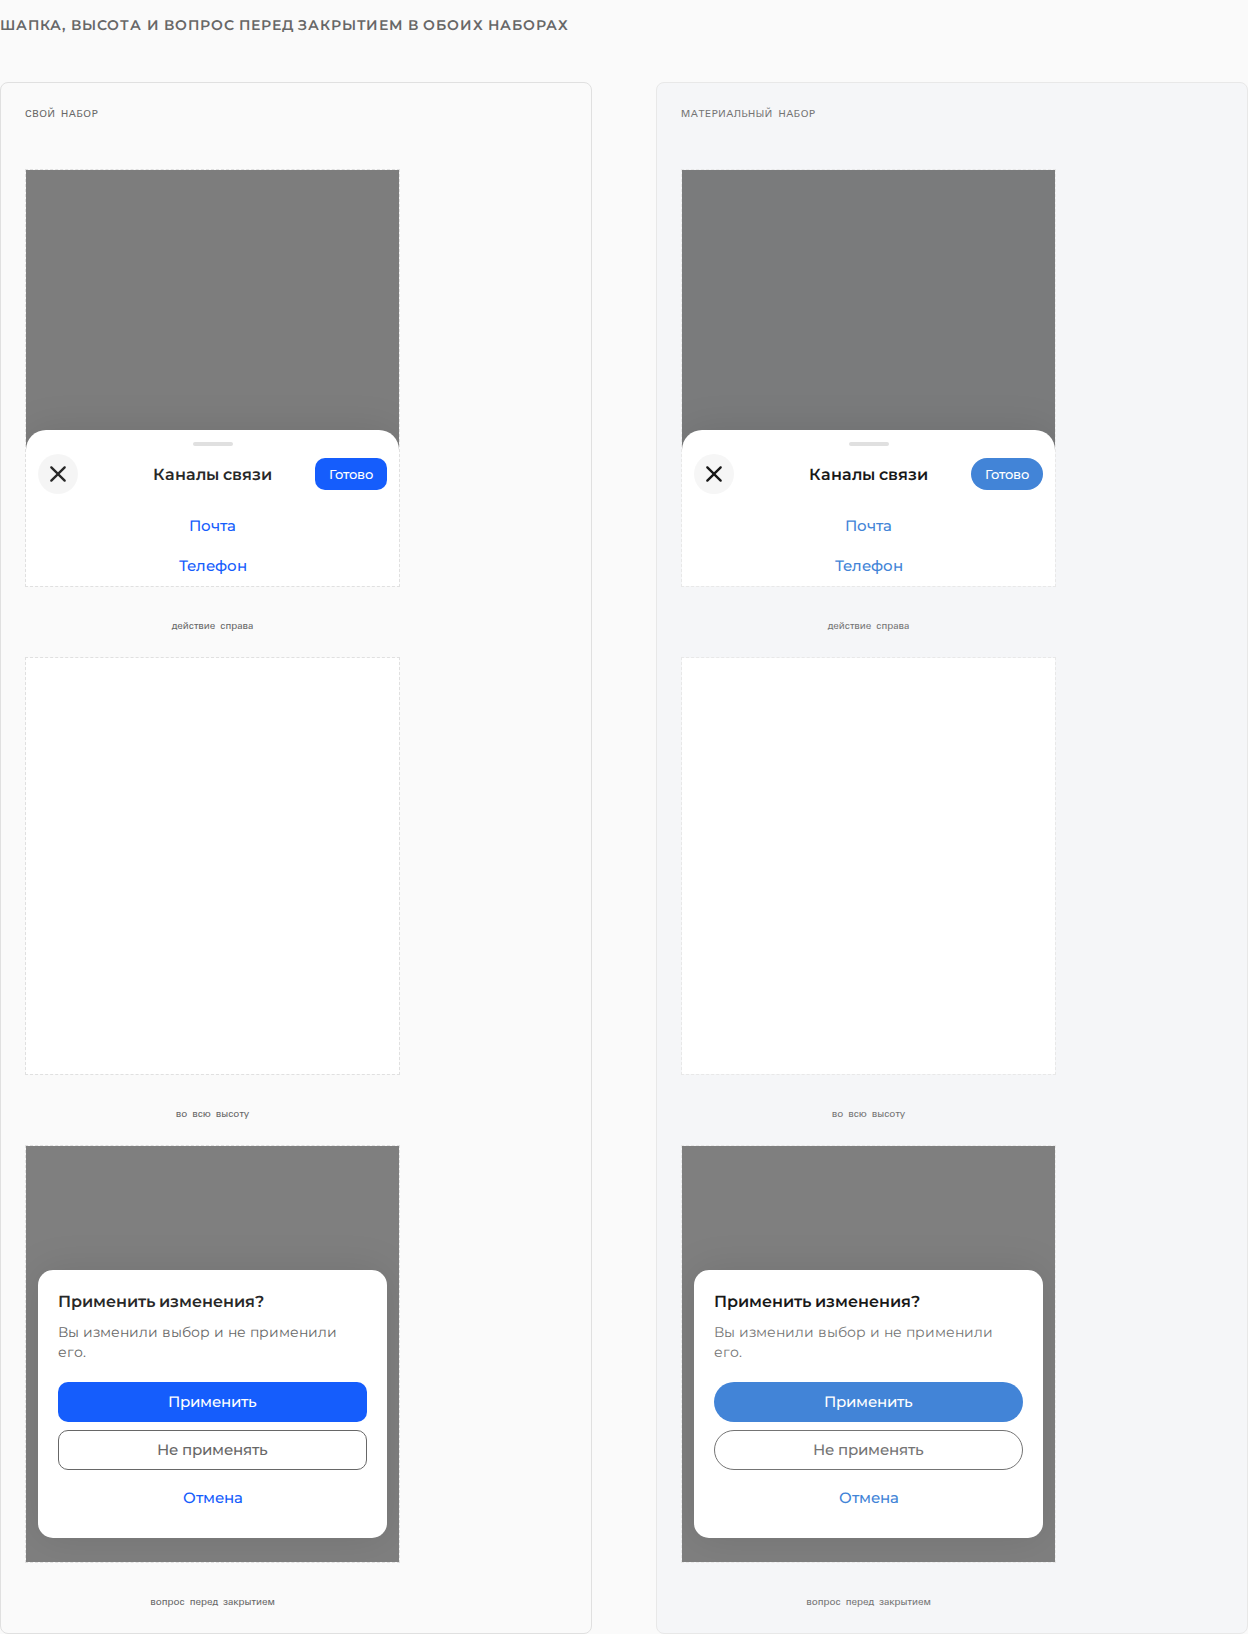 ШАПКА, ВЫСОТА И ВОПРОС ПЕРЕД ЗАКРЫТИЕМ В ОБОИХ НАБОРАХ
СВОЙ НАБОР
Каналы связи
Готово
Почта
Телефон
действие справа
во всю высоту
Применить изменения?
Вы изменили выбор и не применили
его.
Применить
Не применять
Отмена
вопрос перед закрытием
МАТЕРИАЛЬНЫЙ НАБОР
Каналы связи
Готово
Почта
Телефон
действие справа
во всю высоту
Применить изменения?
Вы изменили выбор и не применили
его.
Применить
Не применять
Отмена
вопрос перед закрытием